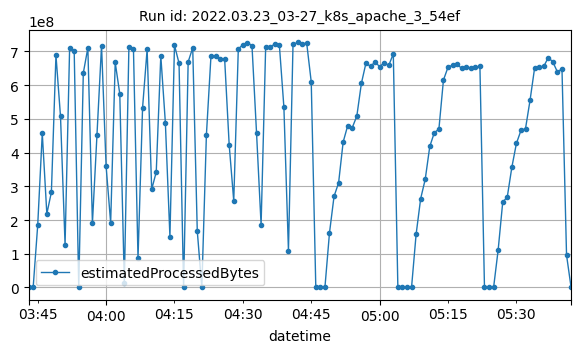 Run id: 2022.03.23_03-27_k8s_apache_3_54ef
1e8
7
6
5
4
3
2
1
0
estimatedProcessedBytes
03:45 04:00 04:15 04:30 04:45 05:00 05:15 05:30
datetime